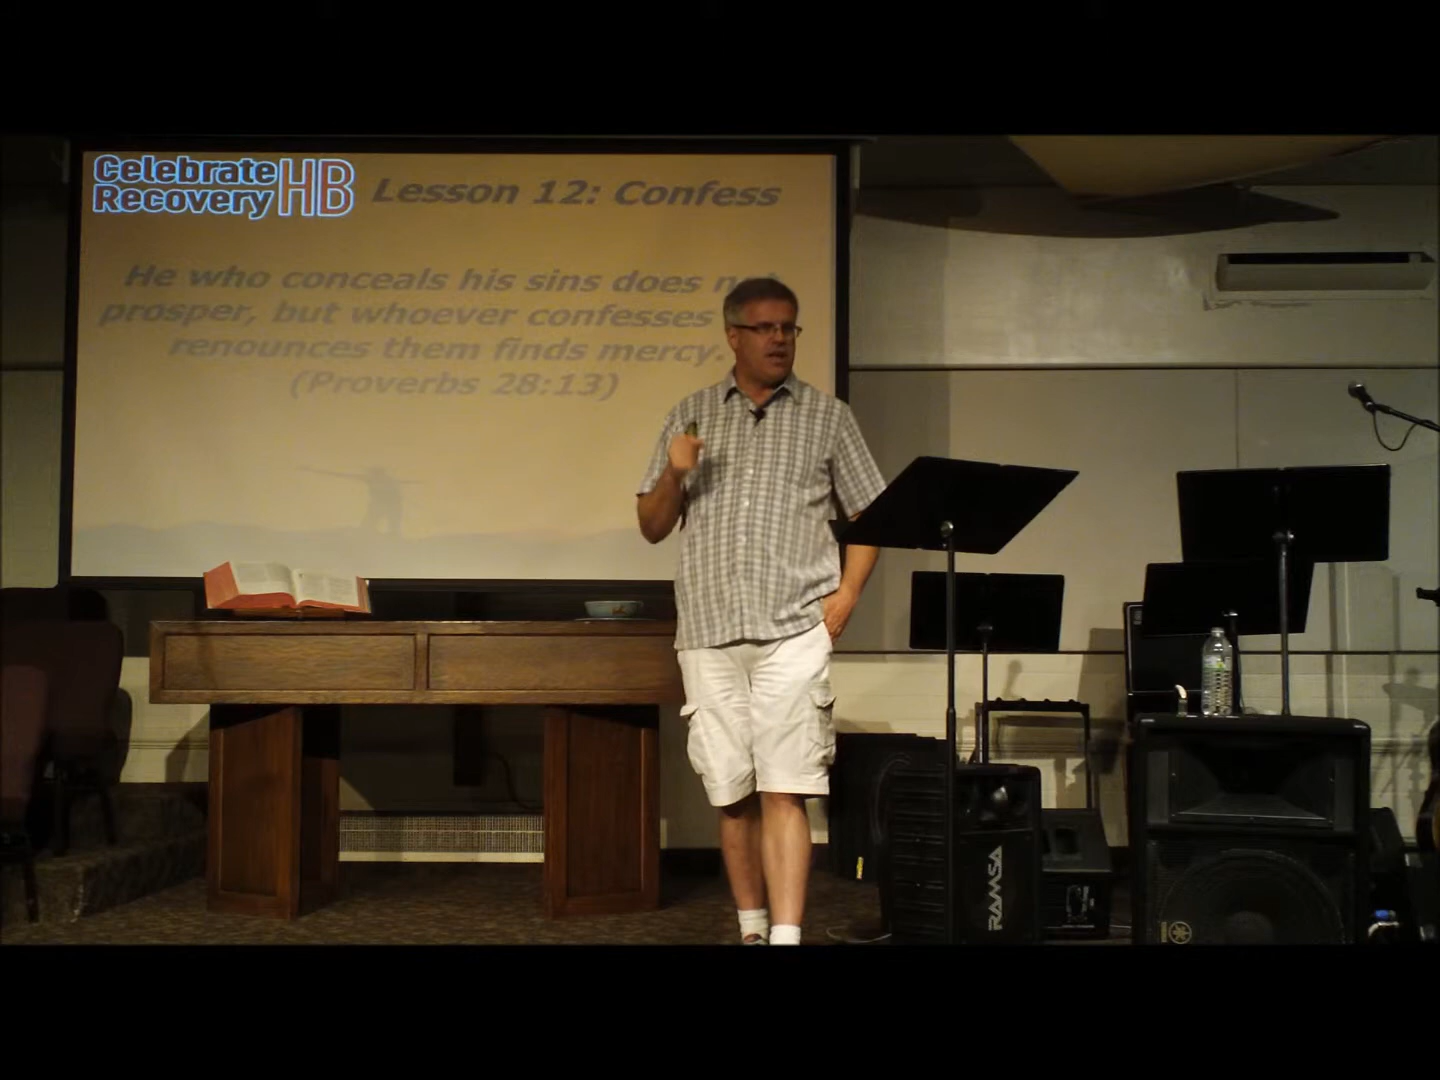 Celebrate
Recovery
HB
Lesson 12: Confess
He who conceals his sins does not
prosper, but whoever confesses
renounces them finds mercy.
(Proverbs 28:13)
RAMSA